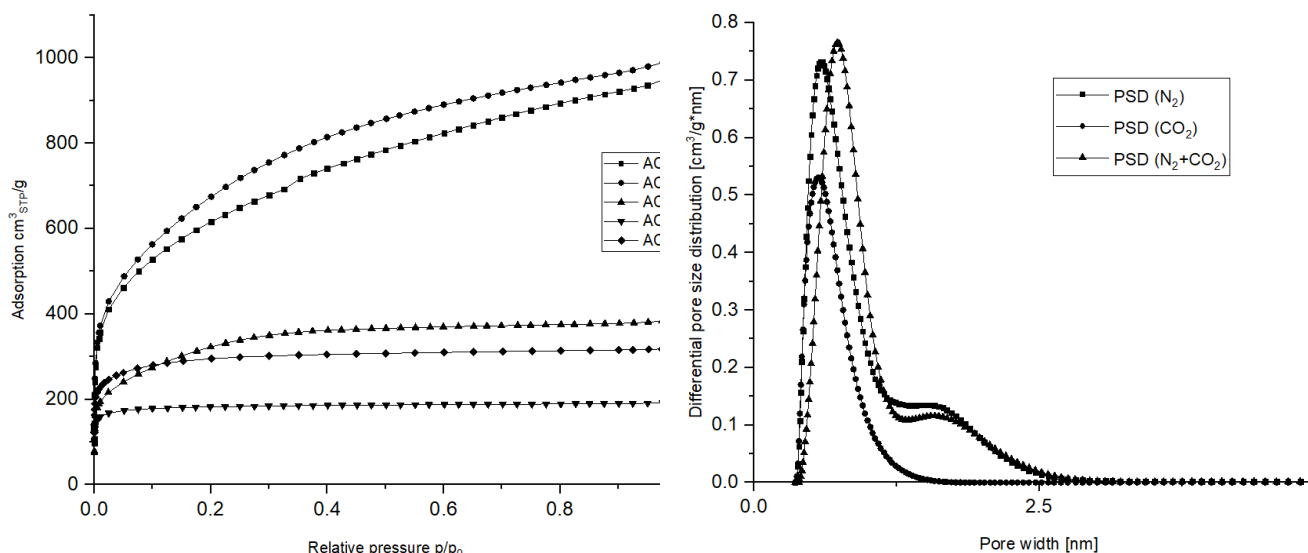 1000
800
600
400
200
0
Adsorption cm³STP/g
0.0 0.2 0.4 0.6 0.8
Relative pressure p/p₀
AC
AC
AC
AC
AC
0.8
0.7
0.6
0.5
0.4
0.3
0.2
0.1
0.0
Differential pore size distribution [cm³/g*nm]
0.0 2.5
Pore width [nm]
PSD (N₂)
PSD (CO₂)
PSD (N₂+CO₂)